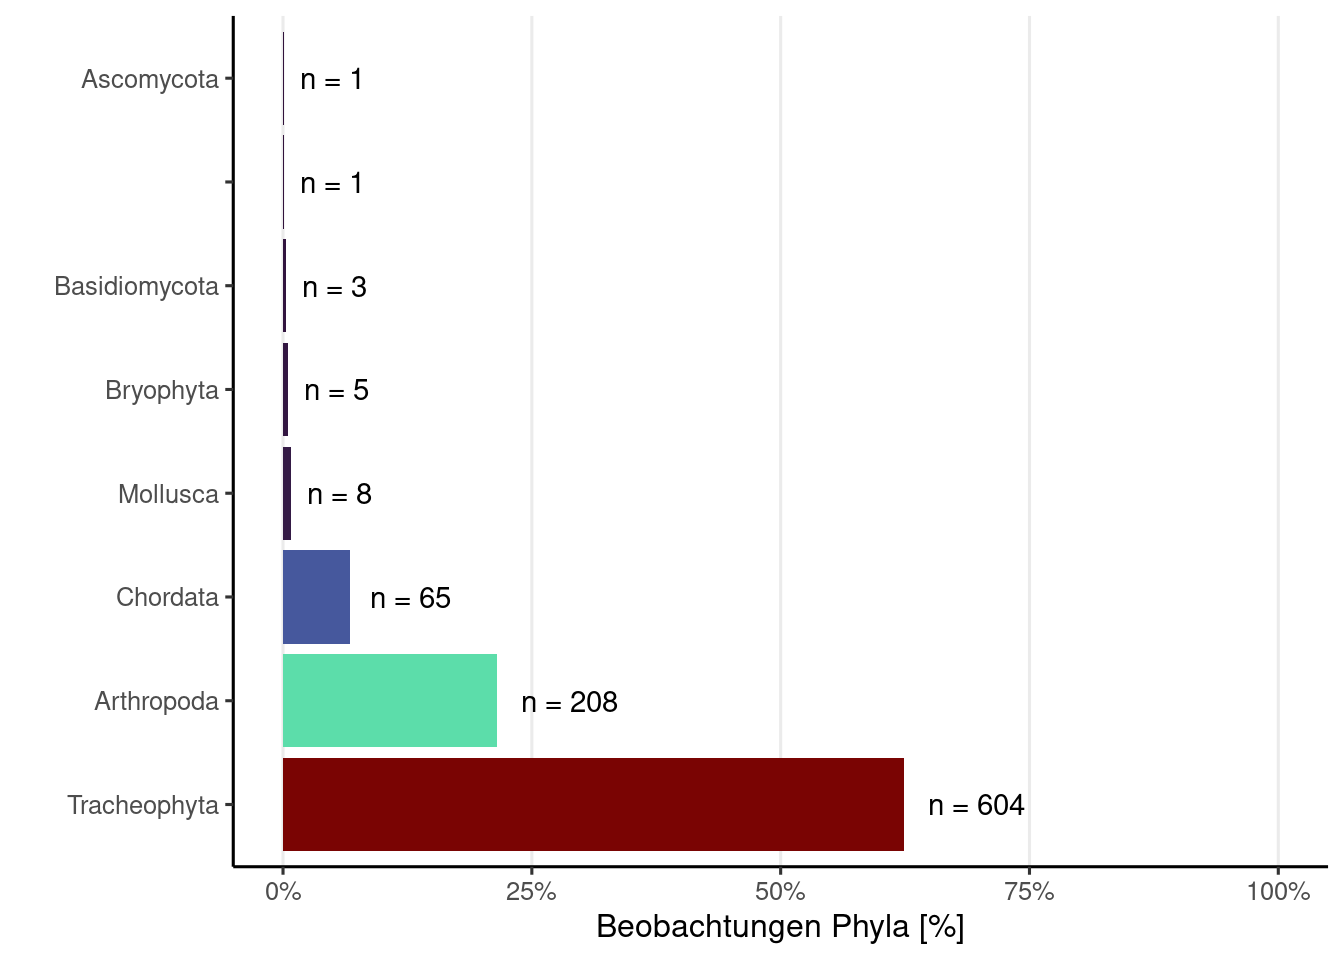 Ascomycota n = 1
n = 1
Basidiomycota n = 3
Bryophyta n = 5
Mollusca n = 8
Chordata n = 65
Arthropoda n = 208
Tracheophyta n = 604
0% 25% 50% 75% 100%
Beobachtungen Phyla [%]